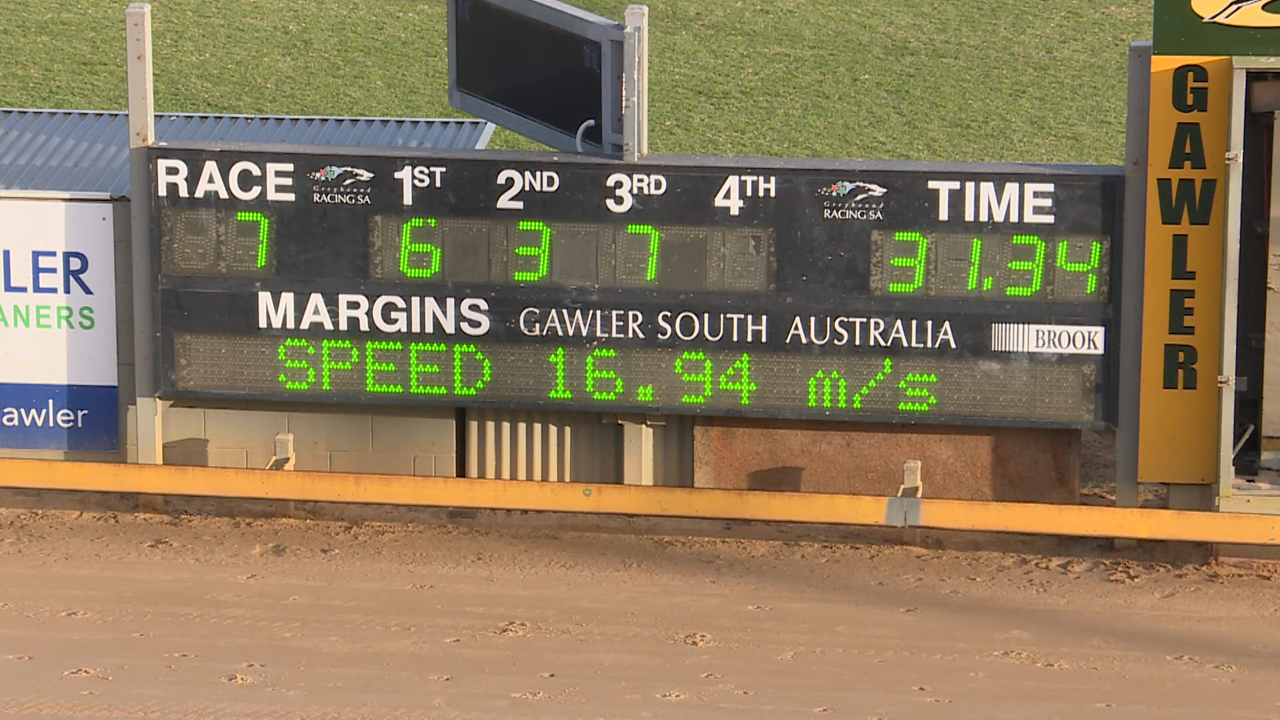 RACE Greyhound RACING SA 1ST 2ND 3RD 4TH Greyhound RACING SA TIME
7 6 3 7 31.34
MARGINS GAWLER SOUTH AUSTRALIA BROOK
SPEED 16.94 m/s
GAWLER
LER
ANERS
awler